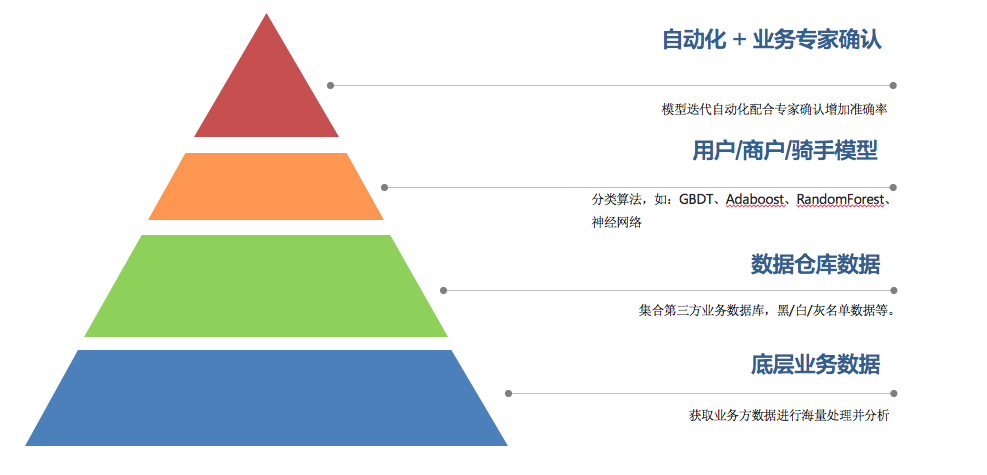 自动化 + 业务专家确认
模型迭代自动化配合专家确认增加准确率
用户/商户/骑手模型
分类算法，如：GBDT、Adaboost、RandomForest、
神经网络
数据仓库数据
集合第三方业务数据库，黑/白/灰名单数据等。
底层业务数据
获取业务方数据进行海量处理并分析